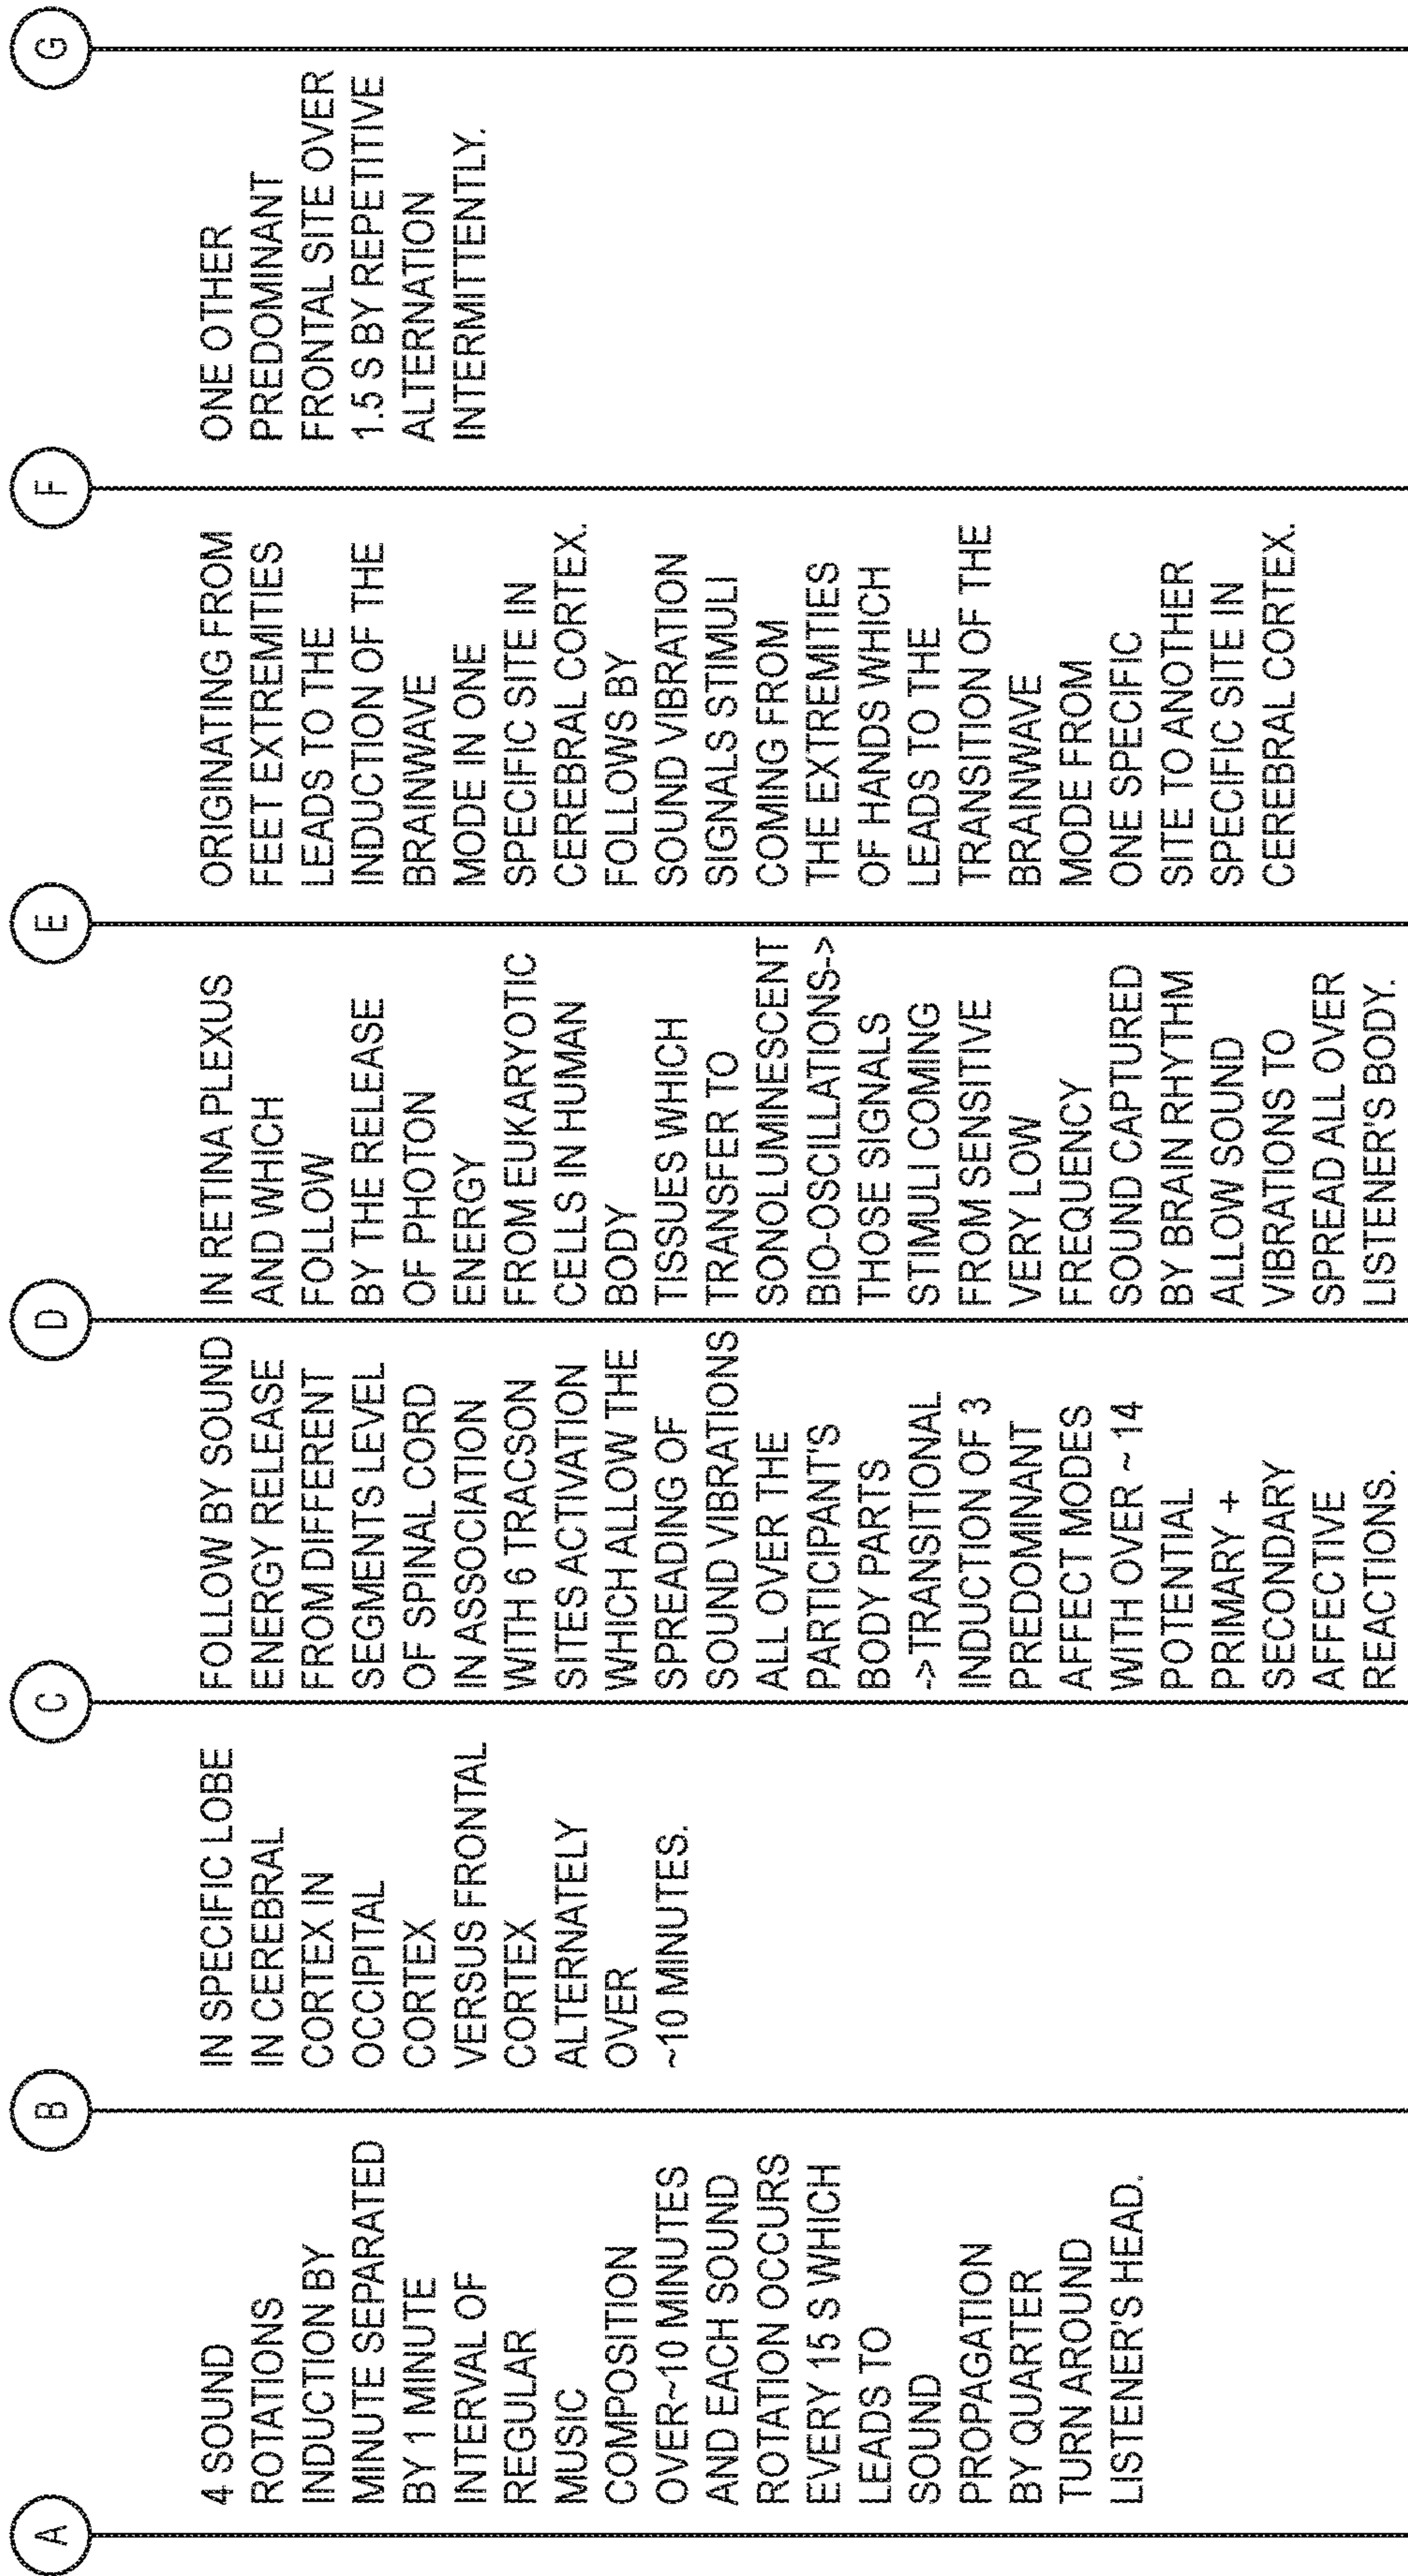 A
B
C
D
E
F
G
4 SOUND
ROTATIONS
INDUCTION BY
MINUTE SEPARATED
BY 1 MINUTE
INTERVAL OF
REGULAR
MUSIC
COMPOSITION
OVER~10 MINUTES
AND EACH SOUND
ROTATION OCCURS
EVERY 15 S WHICH
LEADS TO
SOUND
PROPAGATION
BY QUARTER
TURN AROUND
LISTENER'S HEAD.
IN SPECIFIC LOBE
IN CEREBRAL
CORTEX IN
OCCIPITAL
CORTEX
VERSUS FRONTAL
CORTEX
ALTERNATELY
OVER
~10 MINUTES.
FOLLOW BY SOUND
ENERGY RELEASE
FROM DIFFERENT
SEGMENTS LEVEL
OF SPINAL CORD
IN ASSOCIATION
WITH 6 TRACSON
SITES ACTIVATION
WHICH ALLOW THE
SPREADING OF
SOUND VIBRATIONS
ALL OVER THE
PARTICIPANT'S
BODY PARTS
->TRANSITIONAL
INDUCTION OF 3
PREDOMINANT
AFFECT MODES
WITH OVER ~ 14
POTENTIAL
PRIMARY +
SECONDARY
AFFECTIVE
REACTIONS.
IN RETINA PLEXUS
AND WHICH
FOLLOW
BY THE RELEASE
OF PHOTON
ENERGY
FROM EUKARYOTIC
CELLS IN HUMAN
BODY
TISSUES WHICH
TRANSFER TO
SONOLUMINESCENT
BIO-OSCILLATIONS->
THOSE SIGNALS
STIMULI COMING
FROM SENSITIVE
VERY LOW
FREQUENCY
SOUND CAPTURED
BY BRAIN RHYTHM
ALLOW SOUND
VIBRATIONS TO
SPREAD ALL OVER
LISTENER'S BODY.
ORIGINATING FROM
FEET EXTREMITIES
LEADS TO THE
INDUCTION OF THE
BRAINWAVE
MODE IN ONE
SPECIFIC SITE IN
CEREBRAL CORTEX.
FOLLOWS BY
SOUND VIBRATION
SIGNALS STIMULI
COMING FROM
THE EXTREMITIES
OF HANDS WHICH
LEADS TO THE
TRANSITION OF THE
BRAINWAVE
MODE FROM
ONE SPECIFIC
SITE TO ANOTHER
SPECIFIC SITE IN
CEREBRAL CORTEX.
ONE OTHER
PREDOMINANT
FRONTAL SITE OVER
1.5 S BY REPETITIVE
ALTERNATION
INTERMITTENTLY.